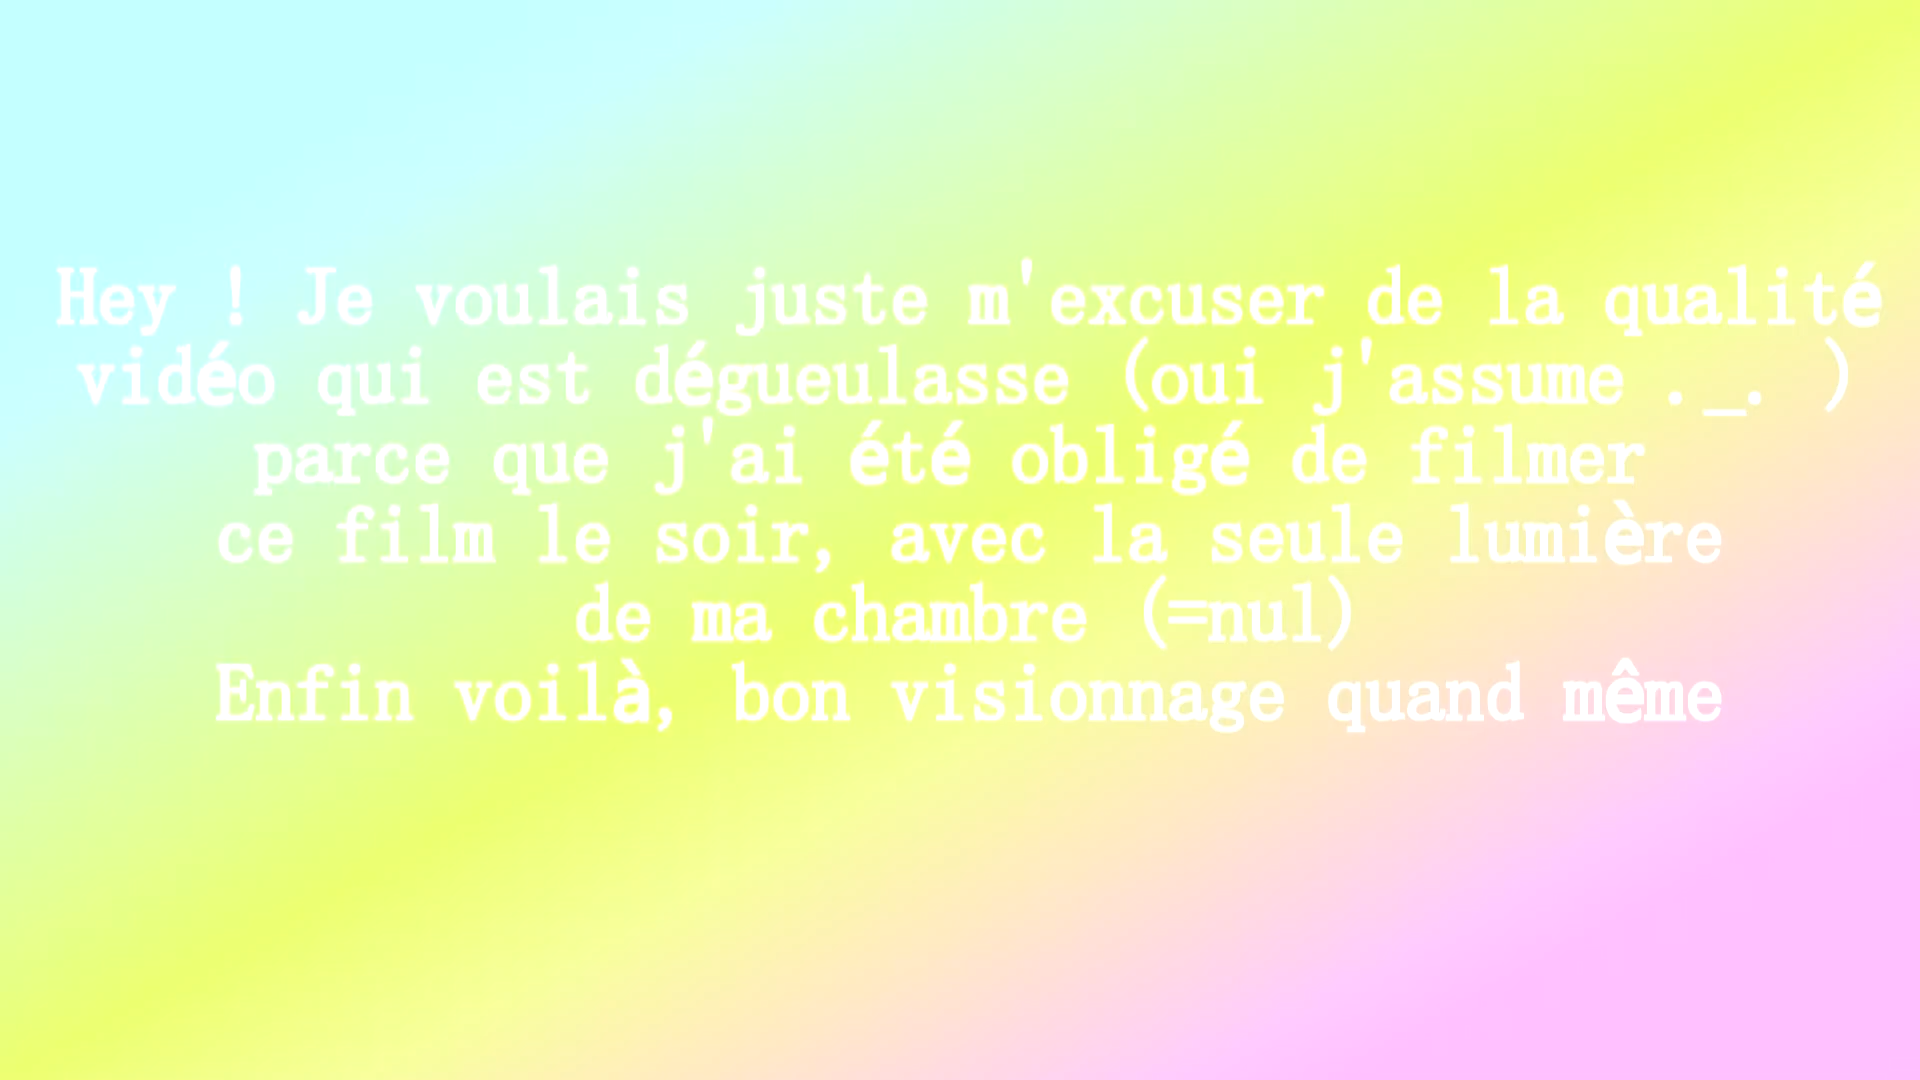 Hey ! Je voulais juste m'excuser de la qualité
vidéo qui est dégueulasse (oui j'assume ._. )
parce que j'ai été obligé de filmer
ce film le soir, avec la seule lumière
de ma chambre (=nul)
Enfin voilà, bon visionnage quand même